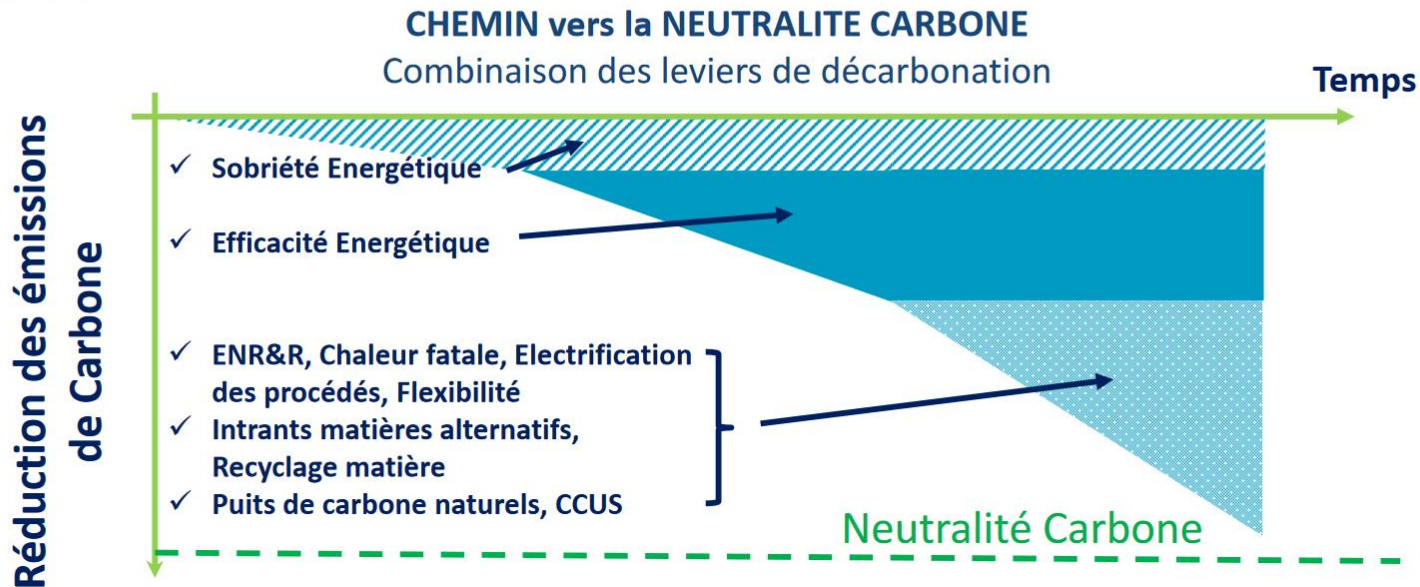 CHEMIN vers la NEUTRALITE CARBONE
Combinaison des leviers de décarbonation
Temps
Réduction des émissions
de Carbone
✓ Sobriété Energétique
✓ Efficacité Energétique
✓ ENR&R, Chaleur fatale, Electrification
des procédés, Flexibilité
✓ Intrants matières alternatifs,
Recyclage matière
✓ Puits de carbone naturels, CCUS
Neutralité Carbone